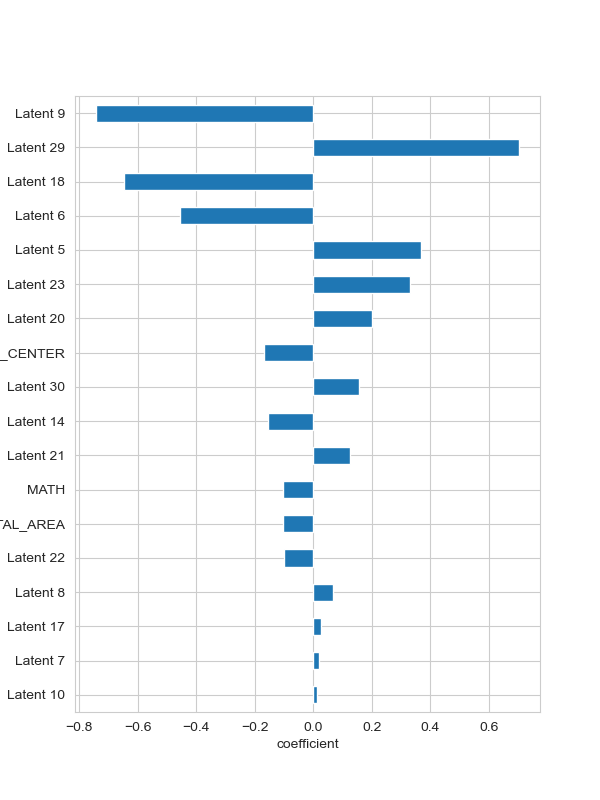 Latent 9
Latent 29
Latent 18
Latent 6
Latent 5
Latent 23
Latent 20
_CENTER
Latent 30
Latent 14
Latent 21
MATH
TAL_AREA
Latent 22
Latent 8
Latent 17
Latent 7
Latent 10
−0.8 −0.6 −0.4 −0.2 0.0 0.2 0.4 0.6
coefficient